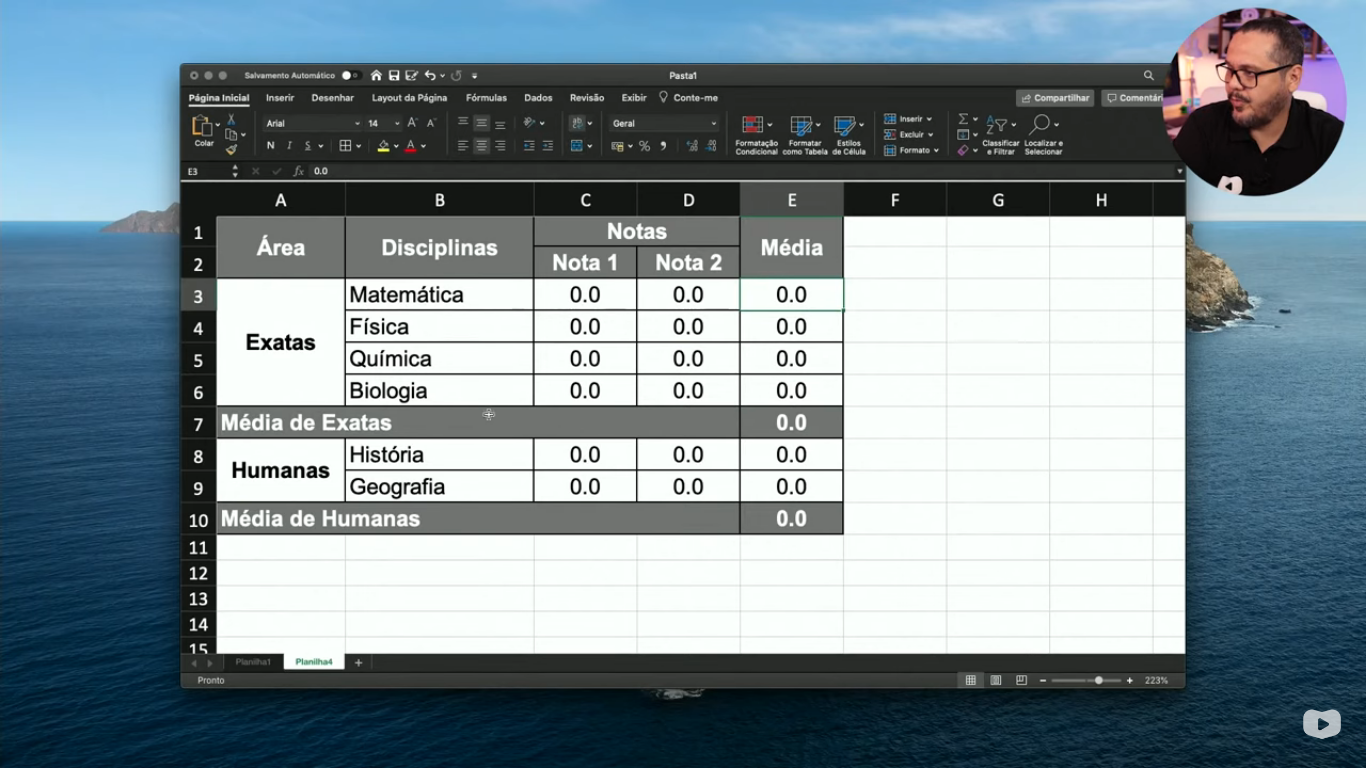 Salvamento Automático
Pasta1
Página Inicial Inserir Desenhar Layout da Página Fórmulas Dados Revisão Exibir Conte-me Compartilhar Comentári
Colar Arial 14 A A Geral Formatação Condicional Formatar como Tabela Estilos de Célula Inserir Excluir Formato Classificar e Filtrar Localizar e Selecionar
N I S A %
E3 fx 0.0
A B C D E F G H
1 Área Disciplinas Notas Média
2 Nota 1 Nota 2
3 Exatas Matemática 0.0 0.0 0.0
4 Física 0.0 0.0 0.0
5 Química 0.0 0.0 0.0
6 Biologia 0.0 0.0 0.0
7 Média de Exatas 0.0
8 Humanas História 0.0 0.0 0.0
9 Geografia 0.0 0.0 0.0
10 Média de Humanas 0.0
11
12
13
14
15
Planilha1 Planilha4 +
Pronto 223%